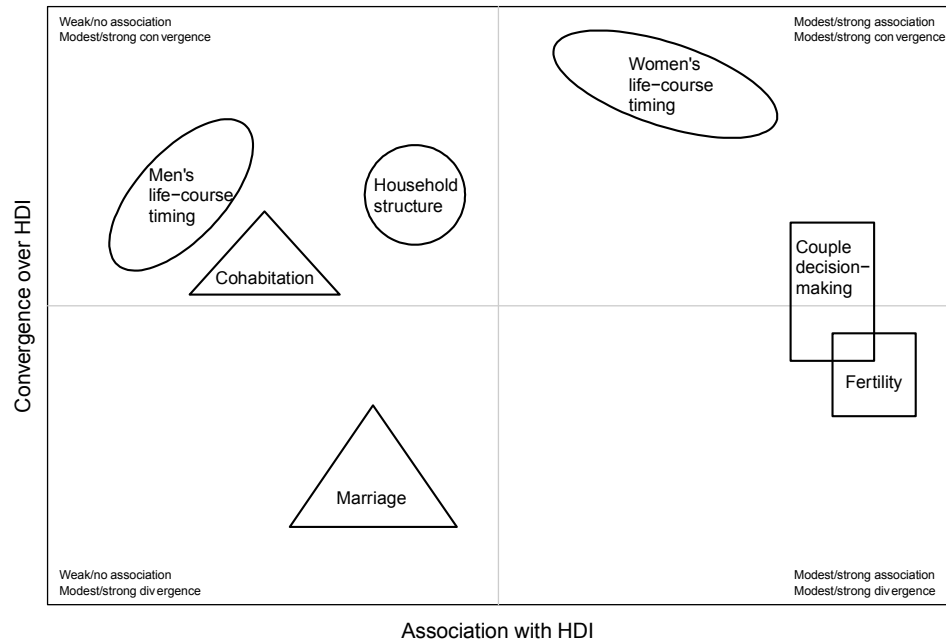 Weak/no association
Modest/strong convergence
Modest/strong association
Modest/strong convergence
Women's
life−course
timing
Men's
life−course
timing
Household
structure
Cohabitation
Couple
decision−
making
Fertility
Marriage
Convergence over HDI
Weak/no association
Modest/strong divergence
Modest/strong association
Modest/strong divergence
Association with HDI